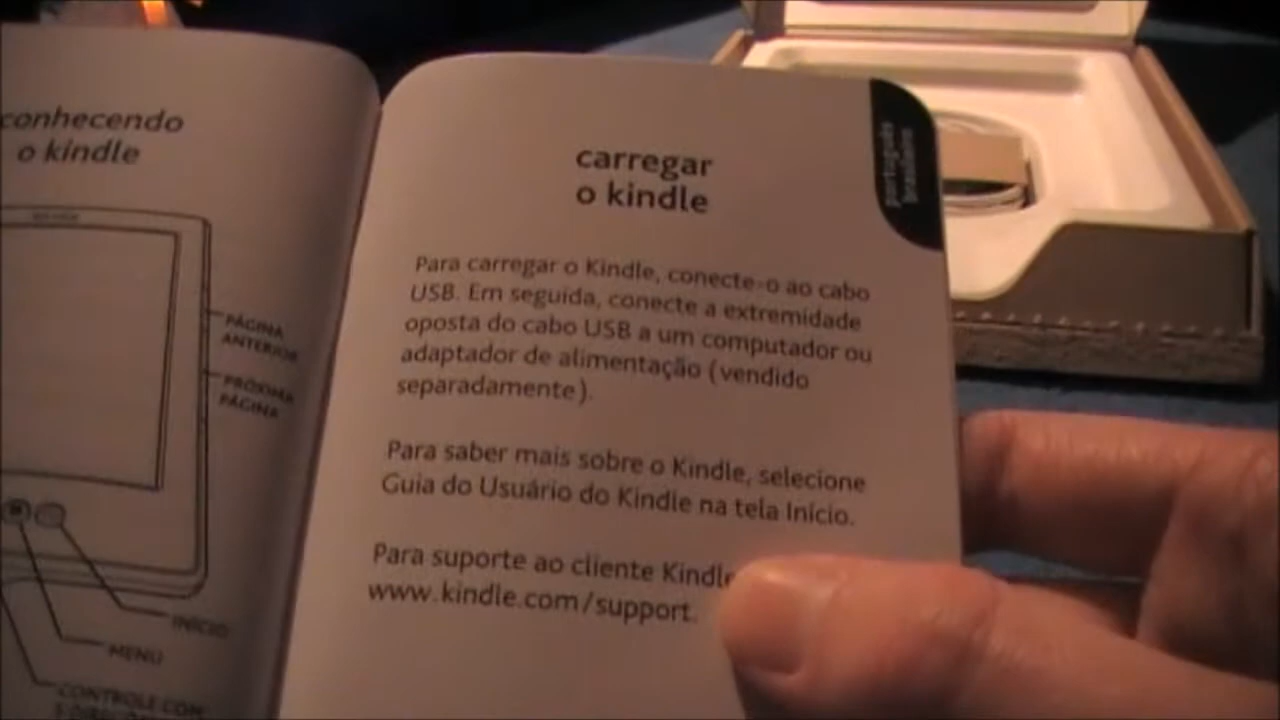 conhecendo
o kindle
PÁGINA
ANTERIOR
PRÓXIMA
PÁGINA
INÍCIO
MENU
CONTROLE COM
carregar
o kindle
português
brasileiro
Para carregar o Kindle, conecte-o ao cabo
USB. Em seguida, conecte a extremidade
oposta do cabo USB a um computador ou
adaptador de alimentação (vendido
separadamente).
Para saber mais sobre o Kindle, selecione
Guia do Usuário do Kindle na tela Início.
Para suporte ao cliente Kindle
www.kindle.com/support.